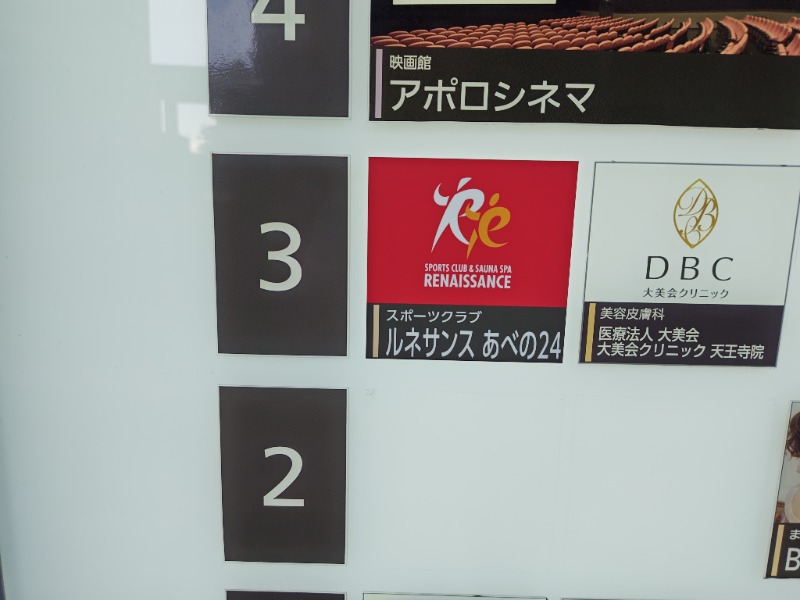 4
映画館
アポロシネマ
3
SPORTS CLUB & SAUNA SPA
RENAISSANCE
スポーツクラブ
ルネサンス あべの24
DBC
大美会クリニック
美容皮膚科
医療法人 大美会
大美会クリニック 天王寺院
2
ま
B